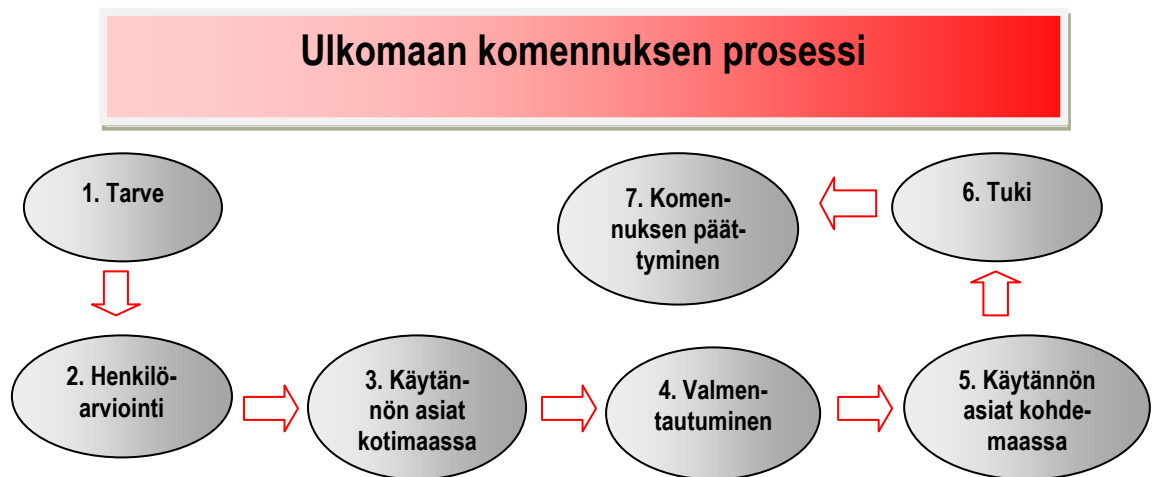 Ulkomaan komennuksen prosessi
1. Tarve
2. Henkilö-
arviointi
3. Käytän-
nön asiat
kotimaassa
4. Valmen-
tautuminen
5. Käytännön
asiat kohde-
maassa
6. Tuki
7. Komen-
nuksen päät-
tyminen